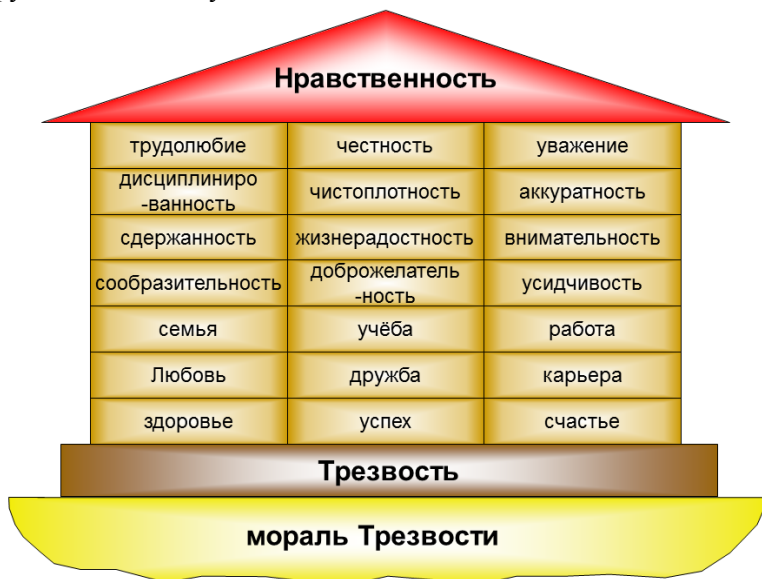 Нравственность
трудолюбие
честность
уважение
дисциплиниро
-ванность
чистоплотность
аккуратность
сдержанность
жизнерадостность
внимательность
сообразительность
доброжелатель
-ность
усидчивость
семья
учёба
работа
Любовь
дружба
карьера
здоровье
успех
счастье
Трезвость
мораль Трезвости